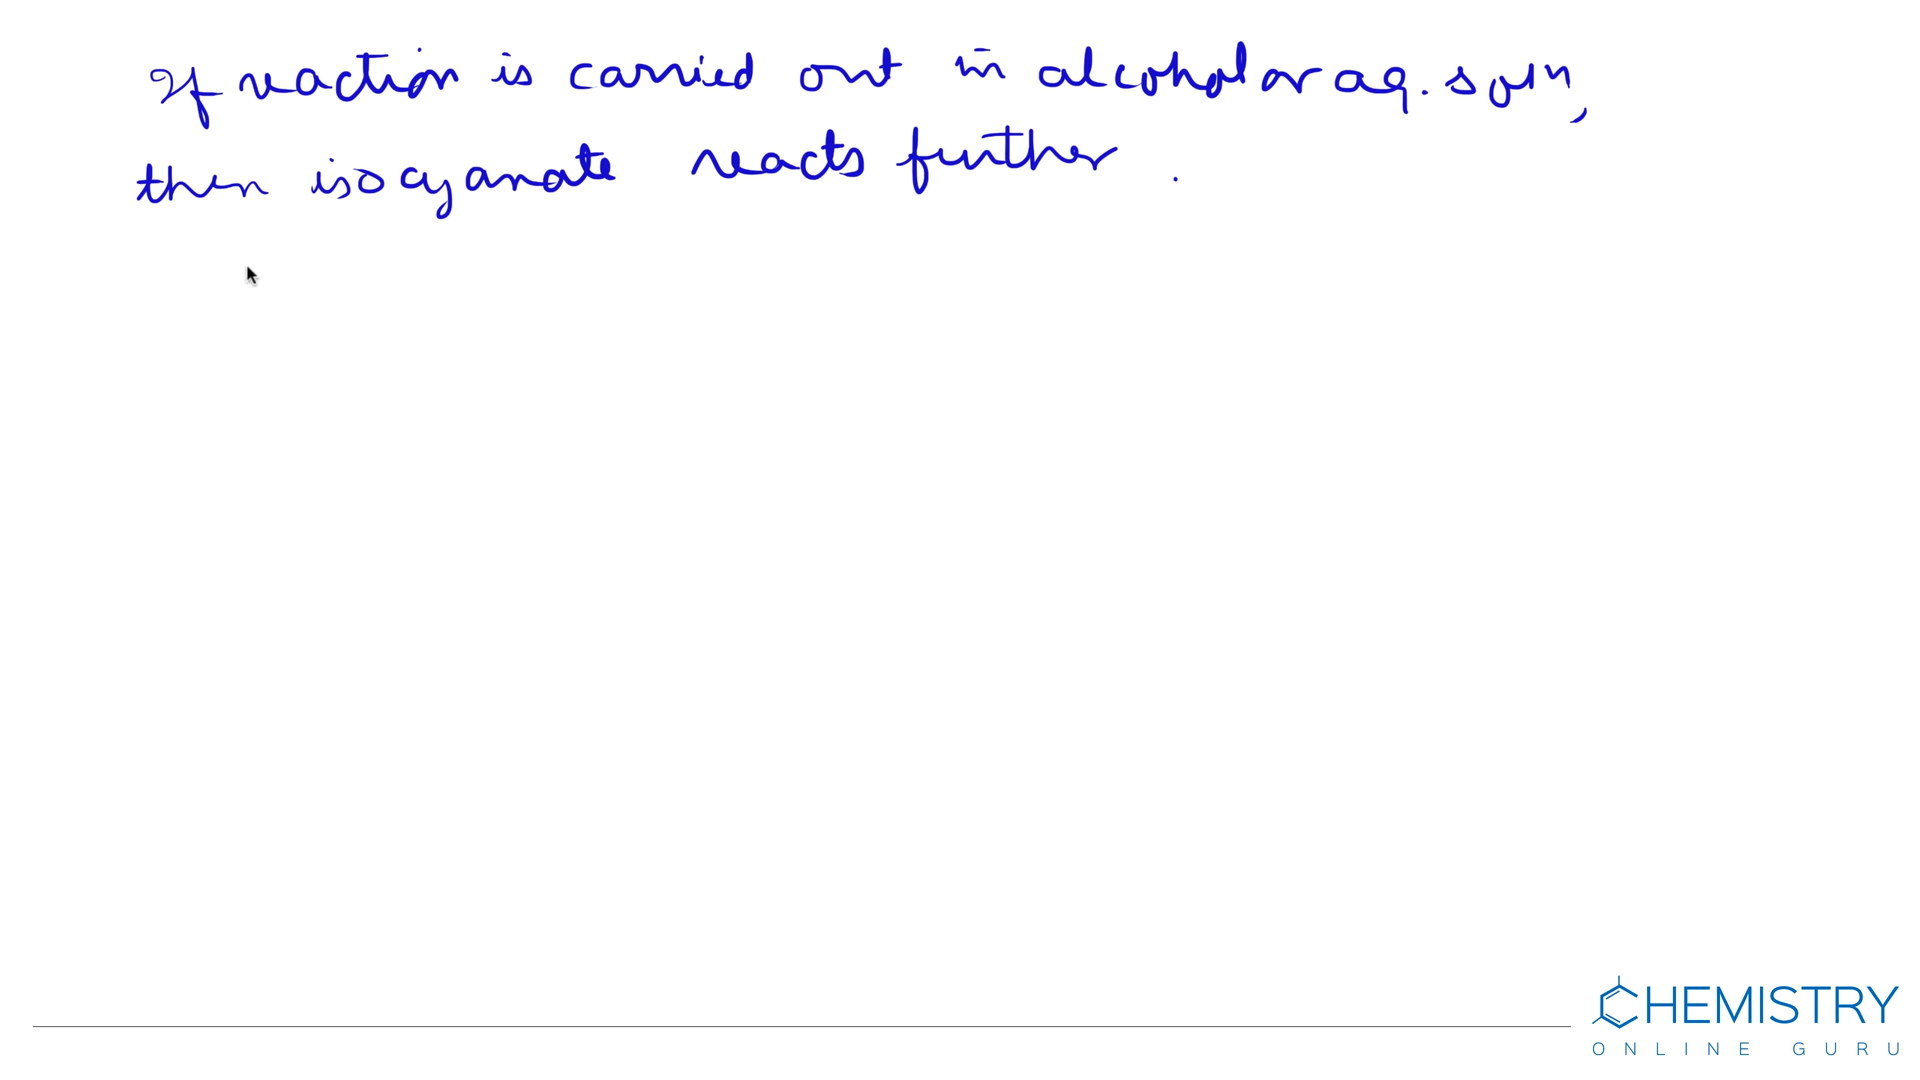 If reaction is carried out in alcohol or aq. soln,
then isocyanate reacts further.
CHEMISTRY
ONLINE GURU